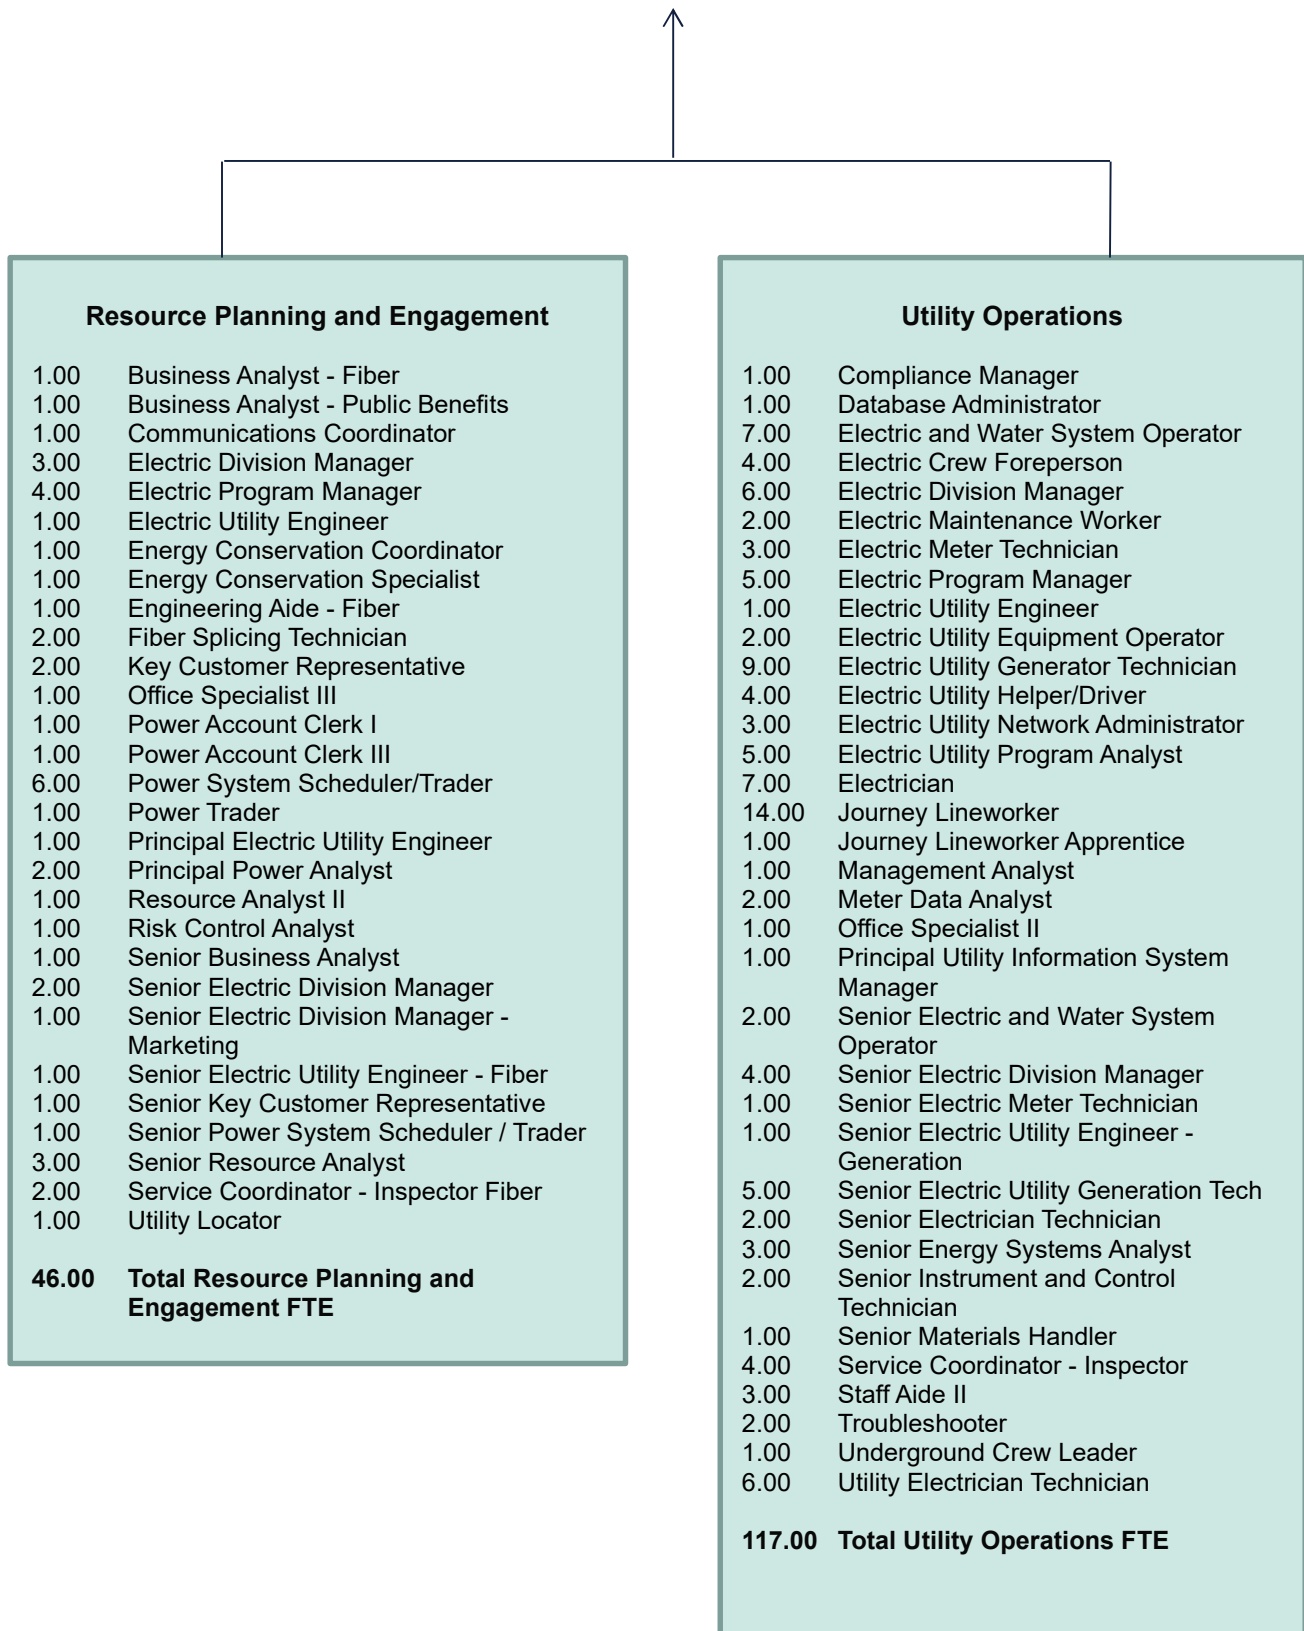 Resource Planning and Engagement
1.00 Business Analyst - Fiber
1.00 Business Analyst - Public Benefits
1.00 Communications Coordinator
3.00 Electric Division Manager
4.00 Electric Program Manager
1.00 Electric Utility Engineer
1.00 Energy Conservation Coordinator
1.00 Energy Conservation Specialist
1.00 Engineering Aide - Fiber
2.00 Fiber Splicing Technician
2.00 Key Customer Representative
1.00 Office Specialist III
1.00 Power Account Clerk I
1.00 Power Account Clerk III
6.00 Power System Scheduler/Trader
1.00 Power Trader
1.00 Principal Electric Utility Engineer
2.00 Principal Power Analyst
1.00 Resource Analyst II
1.00 Risk Control Analyst
1.00 Senior Business Analyst
2.00 Senior Electric Division Manager
1.00 Senior Electric Division Manager -
Marketing
1.00 Senior Electric Utility Engineer - Fiber
1.00 Senior Key Customer Representative
1.00 Senior Power System Scheduler / Trader
3.00 Senior Resource Analyst
2.00 Service Coordinator - Inspector Fiber
1.00 Utility Locator
46.00 Total Resource Planning and
Engagement FTE
Utility Operations
1.00 Compliance Manager
1.00 Database Administrator
7.00 Electric and Water System Operator
4.00 Electric Crew Foreperson
6.00 Electric Division Manager
2.00 Electric Maintenance Worker
3.00 Electric Meter Technician
5.00 Electric Program Manager
1.00 Electric Utility Engineer
2.00 Electric Utility Equipment Operator
9.00 Electric Utility Generator Technician
4.00 Electric Utility Helper/Driver
3.00 Electric Utility Network Administrator
5.00 Electric Utility Program Analyst
7.00 Electrician
14.00 Journey Lineworker
1.00 Journey Lineworker Apprentice
1.00 Management Analyst
2.00 Meter Data Analyst
1.00 Office Specialist II
1.00 Principal Utility Information System
Manager
2.00 Senior Electric and Water System
Operator
4.00 Senior Electric Division Manager
1.00 Senior Electric Meter Technician
1.00 Senior Electric Utility Engineer -
Generation
5.00 Senior Electric Utility Generation Tech
2.00 Senior Electrician Technician
3.00 Senior Energy Systems Analyst
2.00 Senior Instrument and Control
Technician
1.00 Senior Materials Handler
4.00 Service Coordinator - Inspector
3.00 Staff Aide II
2.00 Troubleshooter
1.00 Underground Crew Leader
6.00 Utility Electrician Technician
117.00 Total Utility Operations FTE